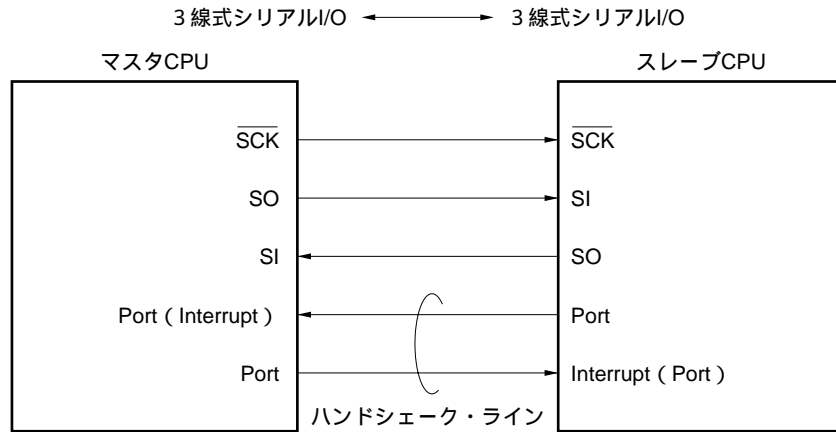 3線式シリアルI/O 3線式シリアルI/O
マスタCPU スレーブCPU
SCK SCK
SO SI
SI SO
Port ( Interrupt ) Port
Port Interrupt ( Port )
ハンドシェーク・ライン